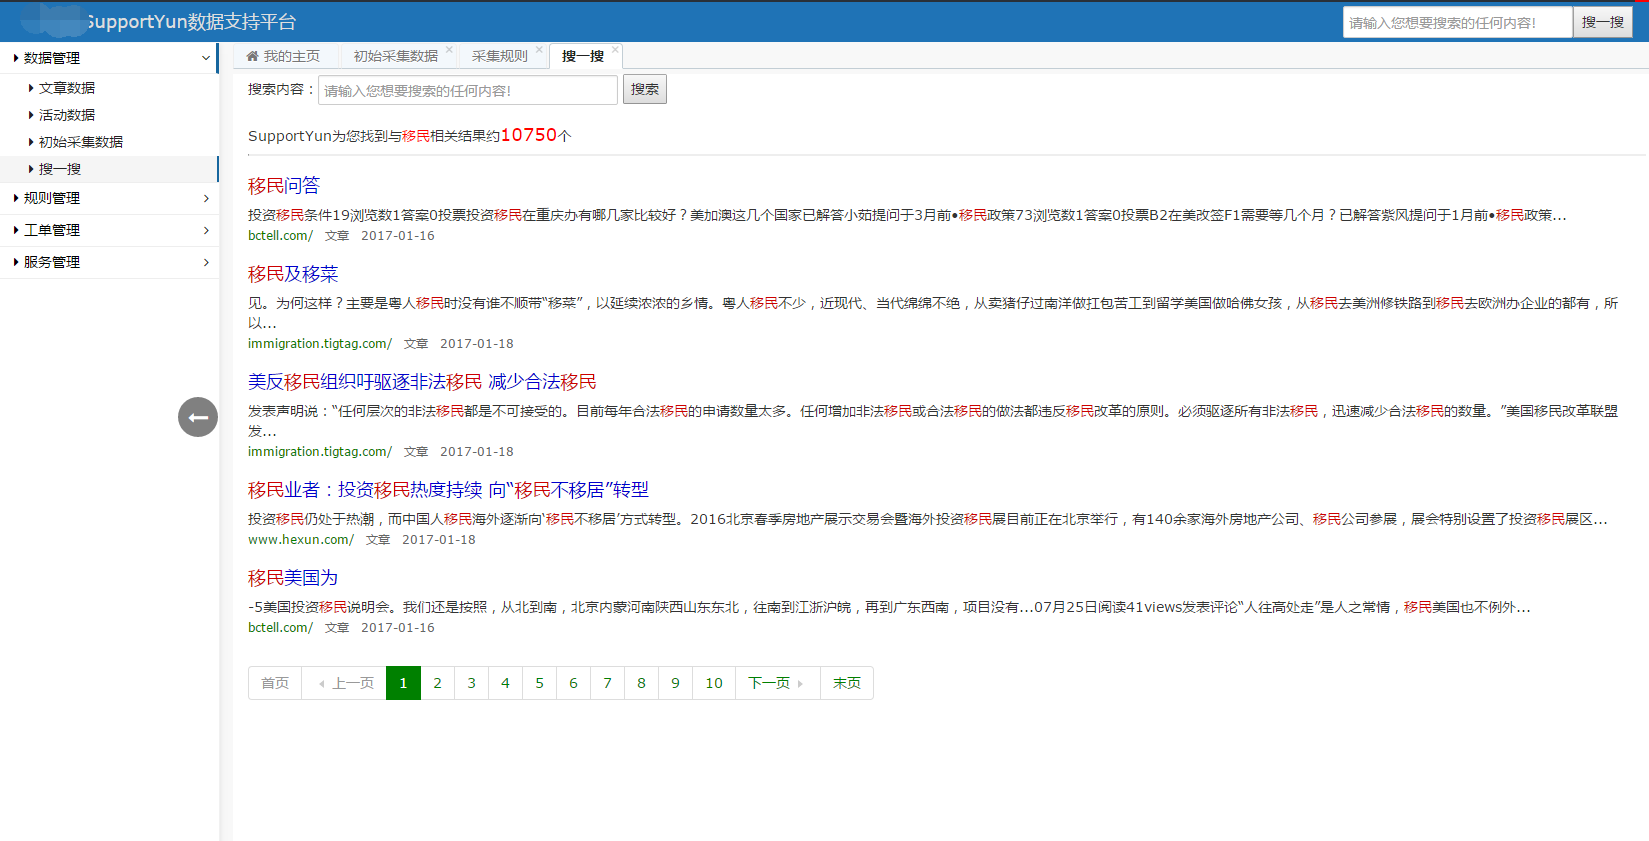 SupportYun数据支持平台
请输入您想要搜索的任何内容! 搜一搜
数据管理
文章数据
活动数据
初始采集数据
搜一搜
规则管理
工单管理
服务管理
我的主页 初始采集数据 采集规则 搜一搜
搜索内容： 请输入您想要搜索的任何内容! 搜索
SupportYun为您找到与移民相关结果约10750个
移民问答
投资移民条件19浏览数1答案0投票投资移民在重庆办有哪几家比较好？美加澳这几个国家已解答小茹提问于3月前•移民政策73浏览数1答案0投票B2在美改签F1需要等几个月？已解答紫风提问于1月前•移民政策...
bctell.com/ 文章 2017-01-16
移民及移菜
见。为何这样？主要是粤人移民时没有谁不顺带“移菜”，以延续浓浓的乡情。粤人移民不少，近现代、当代绵绵不绝，从卖猪仔过南洋做扛包苦工到留学美国做哈佛女孩，从移民去美洲修铁路到移民去欧洲办企业的都有，所
以...
immigration.tigtag.com/ 文章 2017-01-18
美反移民组织吁驱逐非法移民 减少合法移民
发表声明说：“任何层次的非法移民都是不可接受的。目前每年合法移民的申请数量太多。任何增加非法移民或合法移民的做法都违反移民改革的原则。必须驱逐所有非法移民，迅速减少合法移民的数量。”美国移民改革联盟
发...
immigration.tigtag.com/ 文章 2017-01-18
移民业者：投资移民热度持续 向“移民不移居”转型
投资移民仍处于热潮，而中国人移民海外逐渐向‘移民不移居’方式转型。2016北京春季房地产展示交易会暨海外投资移民展目前正在北京举行，有140余家海外房地产公司、移民公司参展，展会特别设置了投资移民展区...
www.hexun.com/ 文章 2017-01-18
移民美国为
-5美国投资移民说明会。我们还是按照，从北到南，北京内蒙河南陕西山东东北，往南到江浙沪皖，再到广东西南，项目没有...07月25日阅读41views发表评论“人往高处走”是人之常情，移民美国也不例外...
bctell.com/ 文章 2017-01-16
首页 上一页 1 2 3 4 5 6 7 8 9 10 下一页 末页